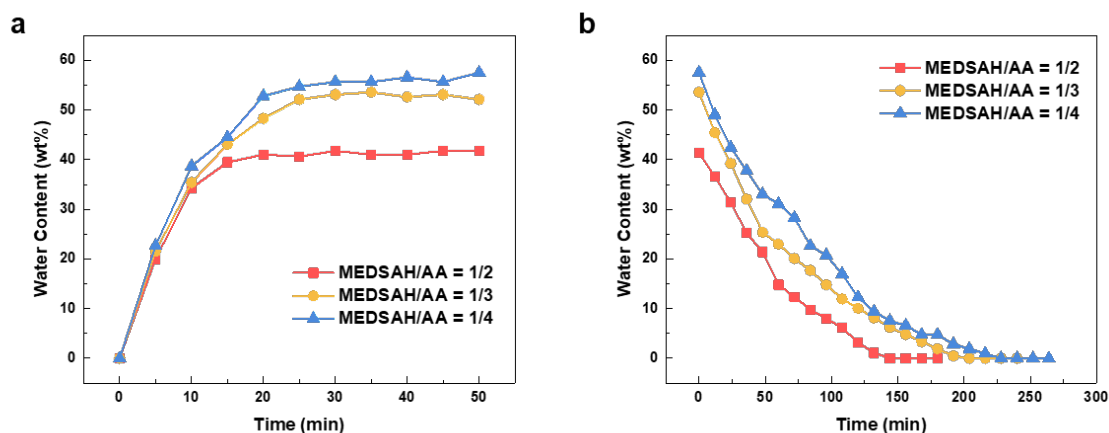 a
Water Content (wt%)
60
50
40
30
20
10
0
0 10 20 30 40 50
Time (min)
MEDSAH/AA = 1/2
MEDSAH/AA = 1/3
MEDSAH/AA = 1/4
b
Water Content (wt%)
60
50
40
30
20
10
0
0 50 100 150 200 250 300
Time (min)
MEDSAH/AA = 1/2
MEDSAH/AA = 1/3
MEDSAH/AA = 1/4